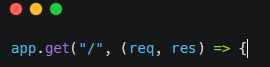 app.get("/", (req, res) => {